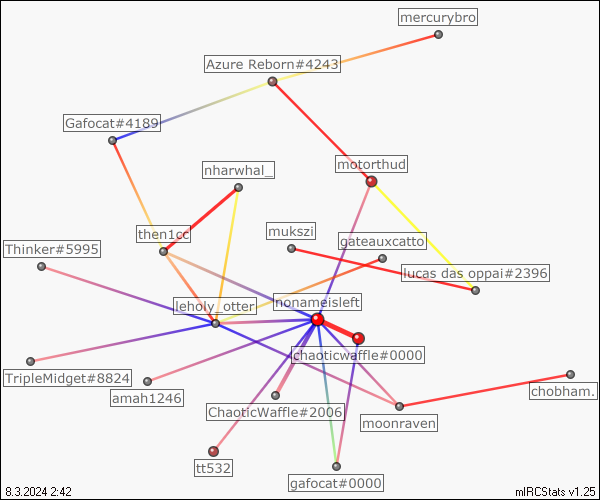 mercurybro
Azure Reborn#4243
Gafocat#4189
nharwhal_
motorthud
then1cc
mukszi
gateauxcatto
Thinker#5995
lucas das oppai#2396
leholy_otter
nonameisleft
chaoticwaffle#0000
TripleMidget#8824
amah1246
ChaoticWaffle#2006
moonraven
chobham.
tt532
gafocat#0000
8.3.2024 2:42
mIRCStats v1.25